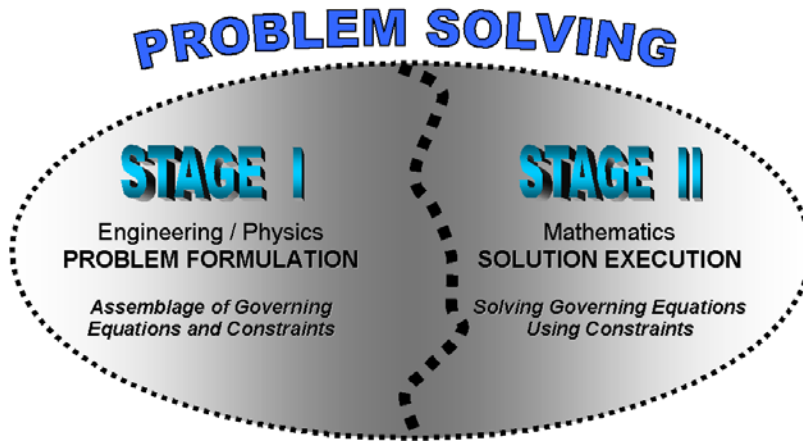 PROBLEM SOLVING
STAGE I
Engineering / Physics
PROBLEM FORMULATION
Assemblage of Governing
Equations and Constraints
STAGE II
Mathematics
SOLUTION EXECUTION
Solving Governing Equations
Using Constraints